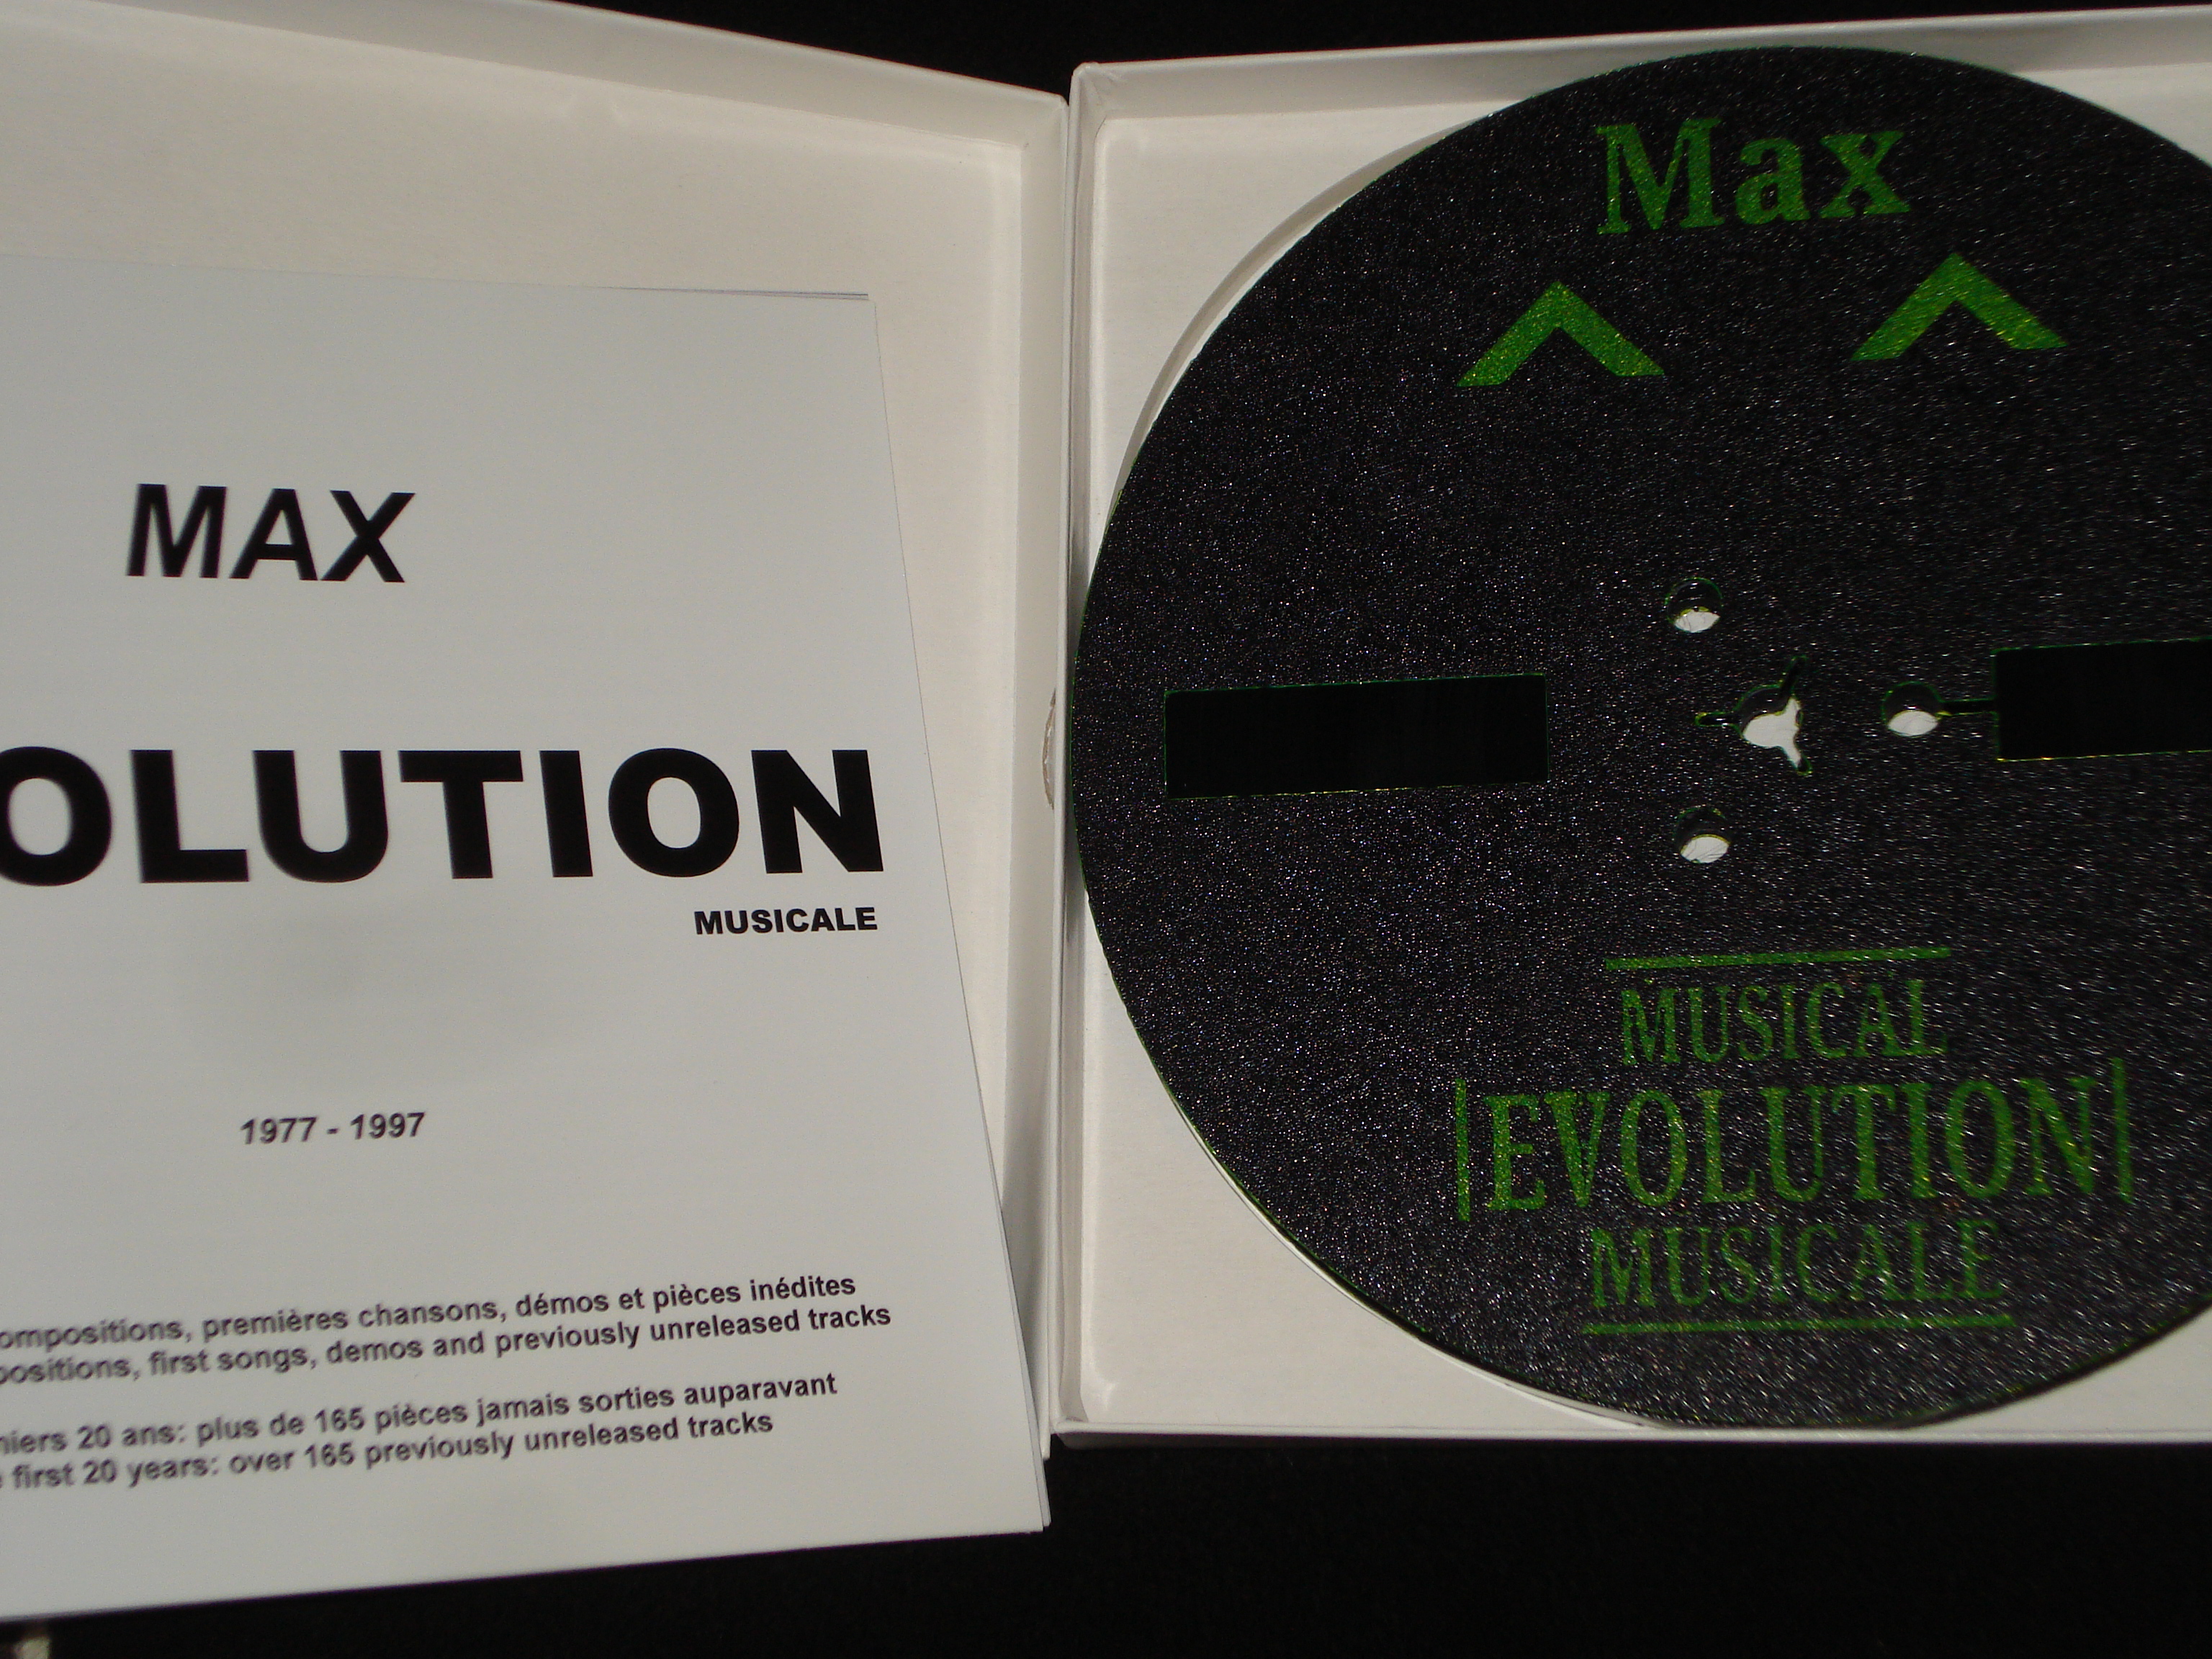 MAX
OLUTION
MUSICALE
1977 - 1997
ompositions, premières chansons, démos et pièces inédites
positions, first songs, demos and previously unreleased tracks
niers 20 ans: plus de 165 pièces jamais sorties auparavant
first 20 years: over 165 previously unreleased tracks
Max
MUSICAL
|EVOLUTION|
MUSICALE